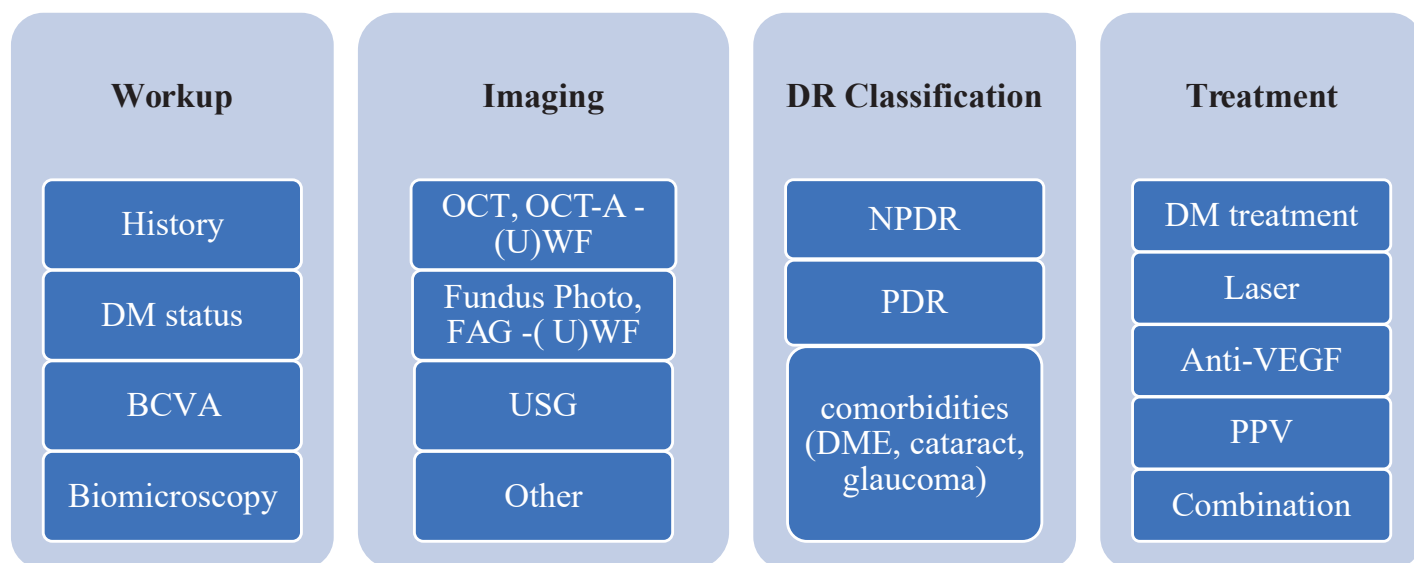 Workup
History
DM status
BCVA
Biomicroscopy
Imaging
OCT, OCT-A -
(U)WF
Fundus Photo,
FAG -( U)WF
USG
Other
DR Classification
NPDR
PDR
comorbidities
(DME, cataract,
glaucoma)
Treatment
DM treatment
Laser
Anti-VEGF
PPV
Combination